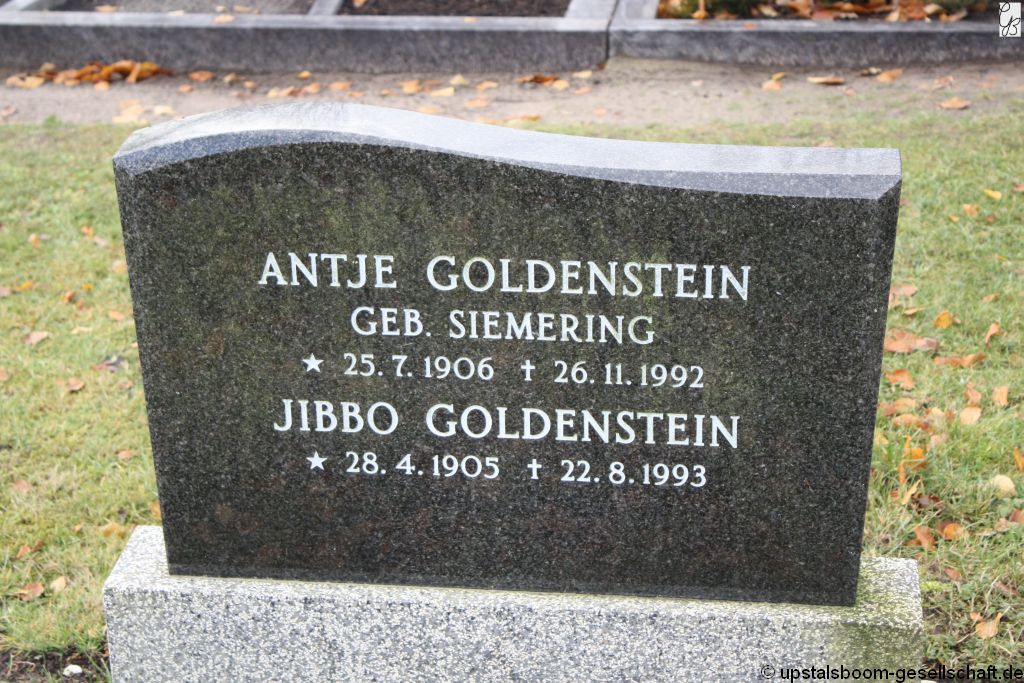 ANTJE GOLDENSTEIN
GEB. SIEMERING
★ 25.7.1906 ✝ 26.11.1992
JIBBO GOLDENSTEIN
★ 28.4.1905 ✝ 22.8.1993
© upstalsboom-gesellschaft.de